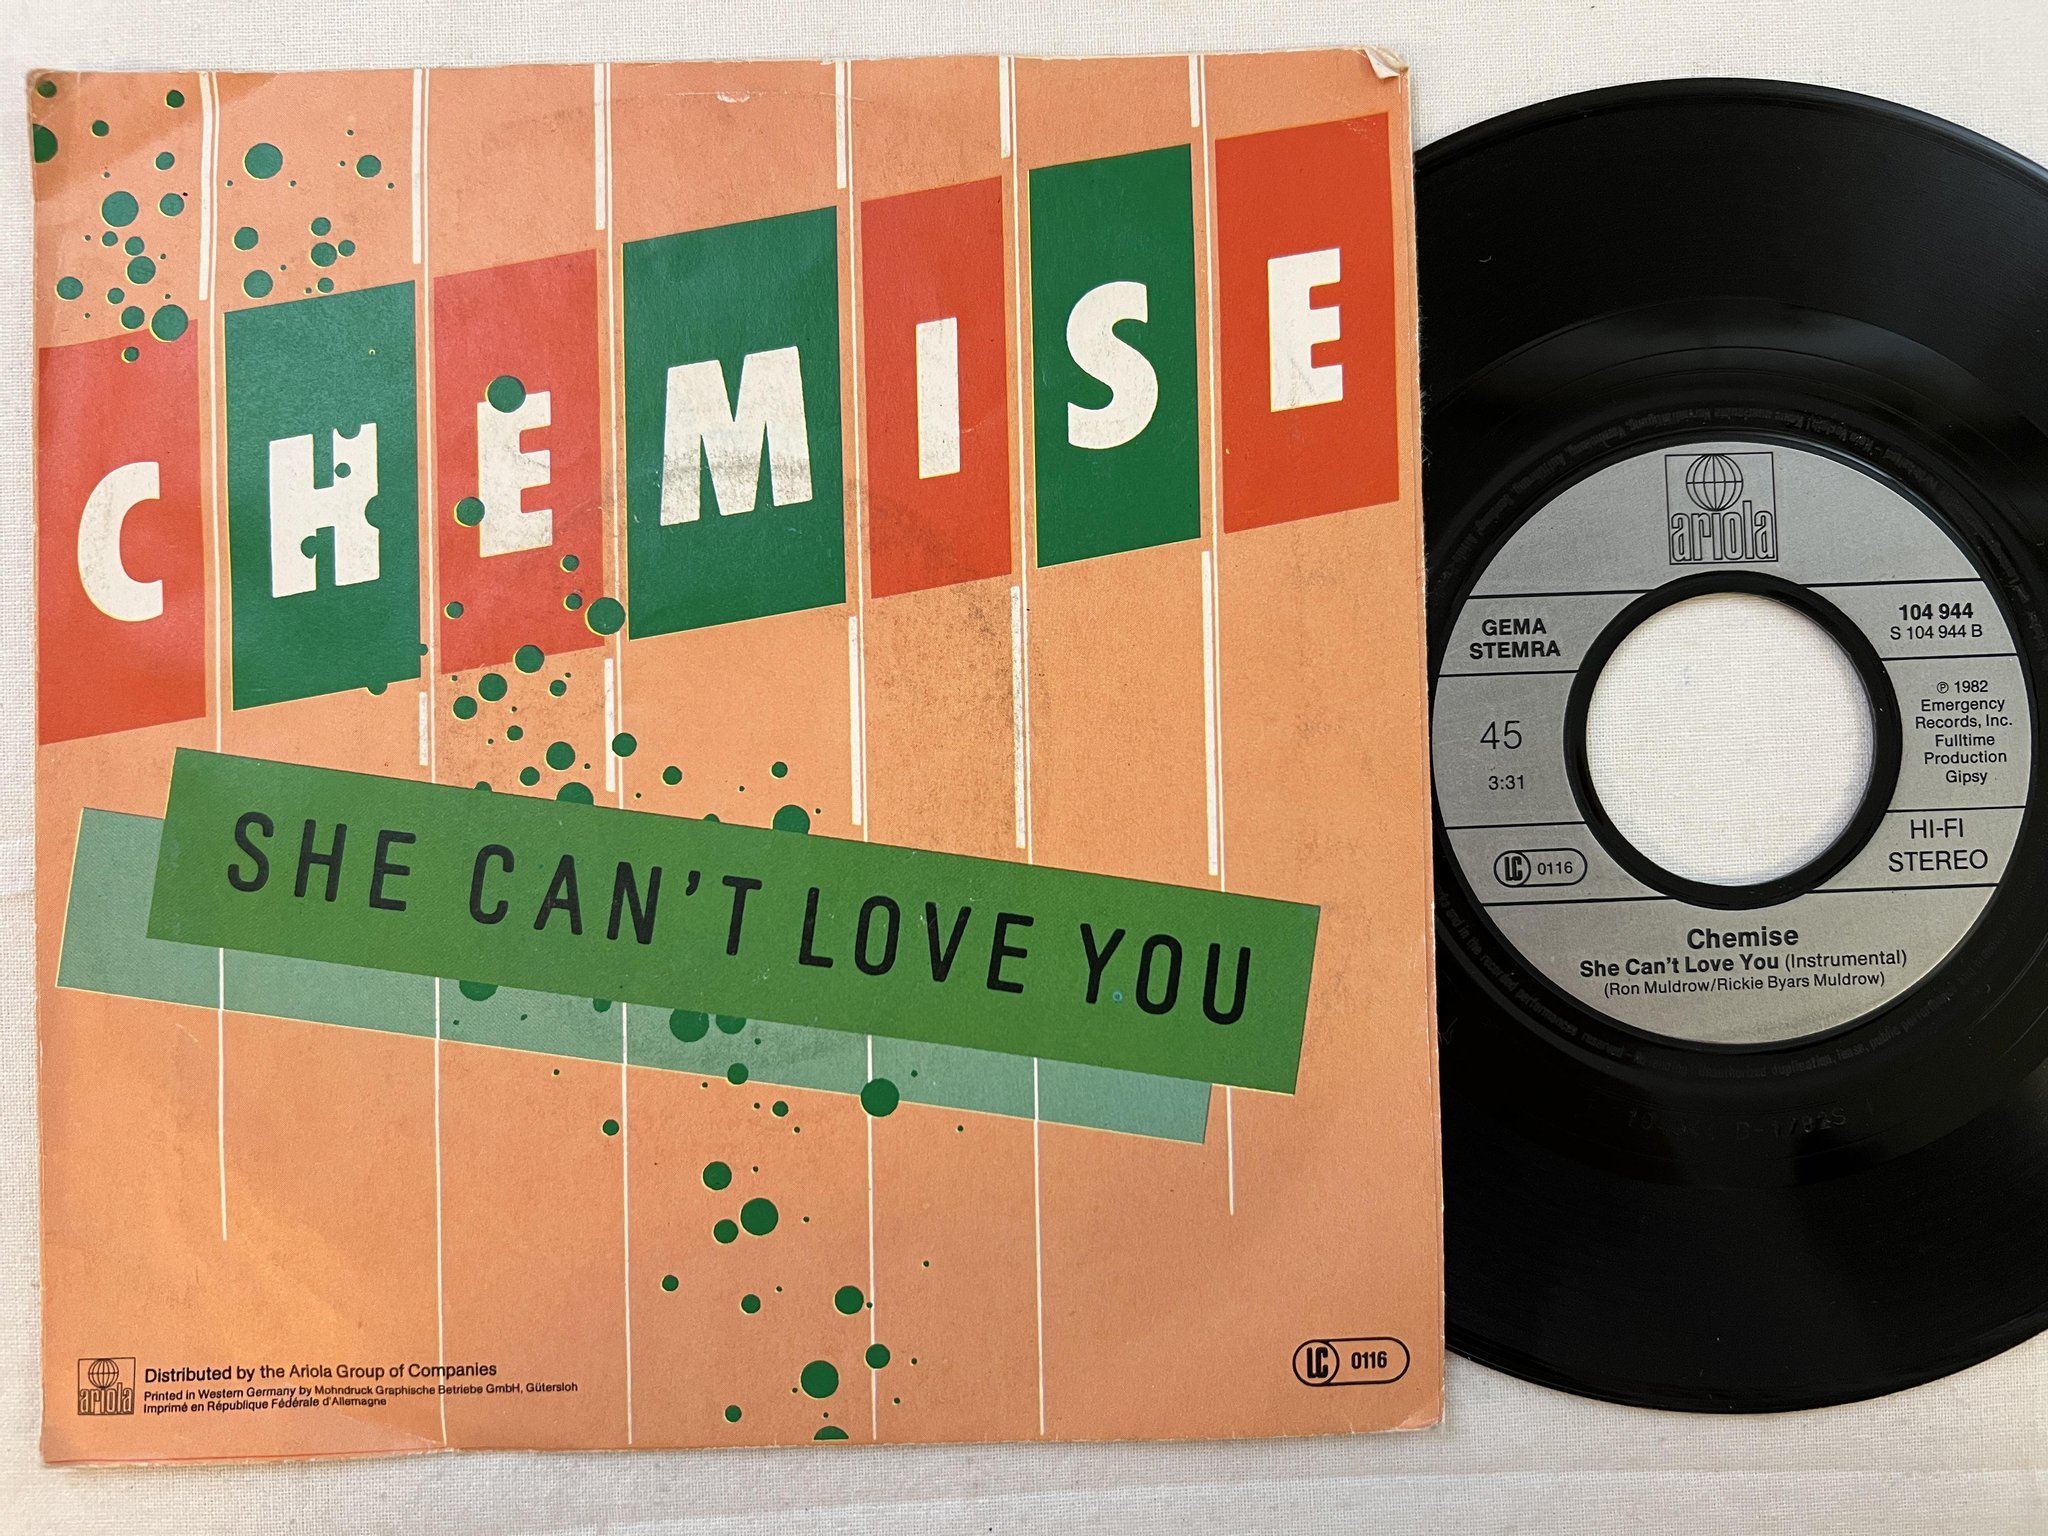 CHEMISE
SHE CAN'T LOVE YOU
ariola
Distributed by the Ariola Group of Companies
Printed in Western Germany by Mohndruck Graphische Betriebe GmbH, Gütersloh
Imprimé en République Fédérale d'Allemagne
LC 0116
ariola
GEMA
STEMRA
104 944
S 104 944 B
45
3:31
℗ 1982
Emergency
Records, Inc.
Fulltime
Production
Gipsy
LC 0116
HI-FI
STEREO
Chemise
She Can't Love You (Instrumental)
(Ron Muldrow/Rickie Byars Muldrow)